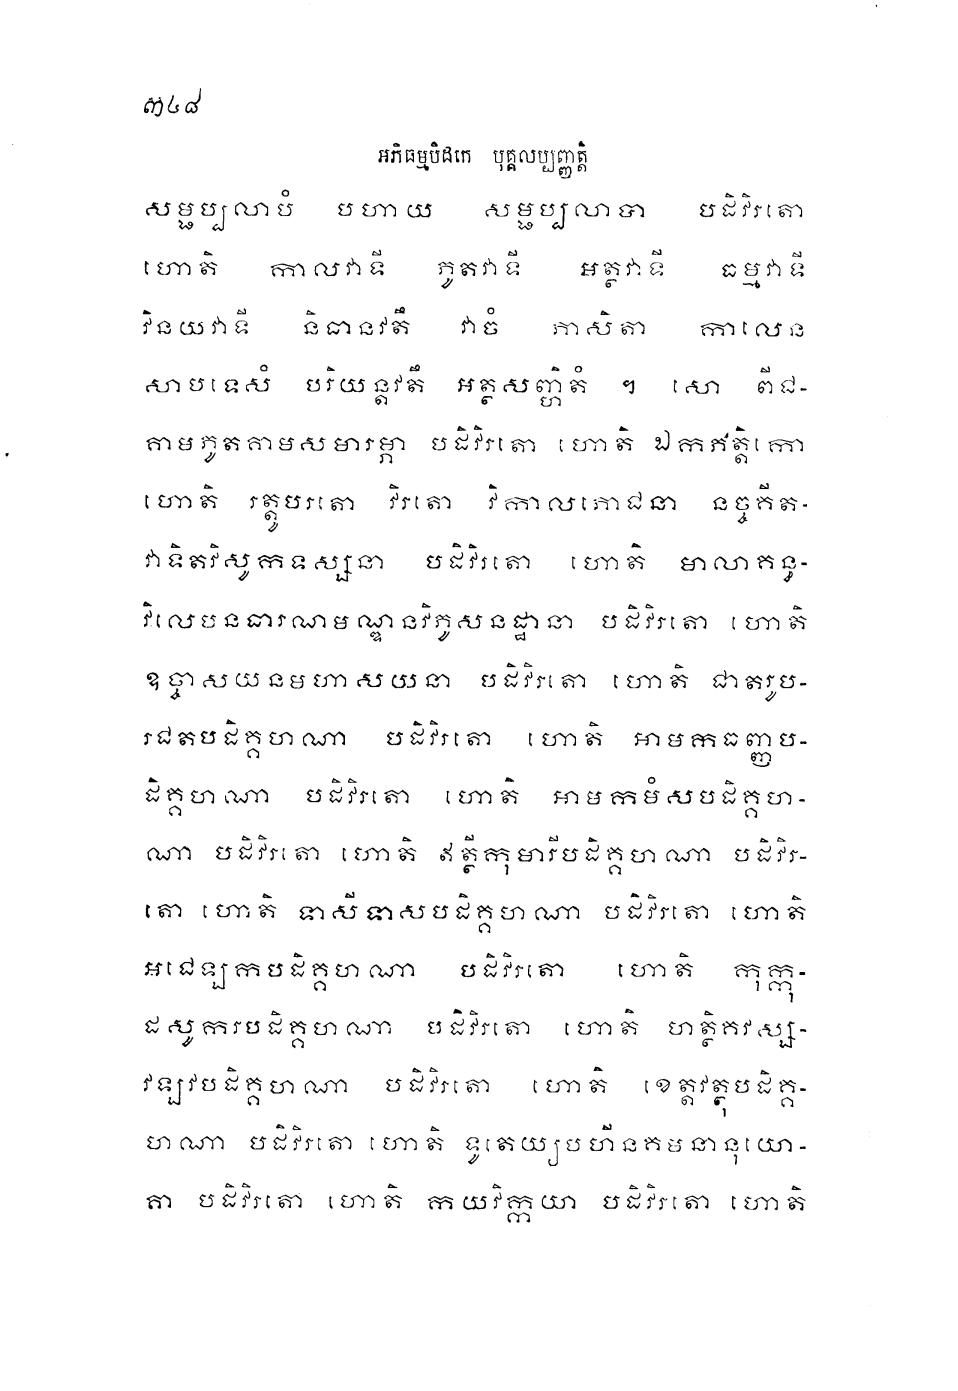 ៣៤៨
អភិធម្មបិដកេ បុគ្គលប្បញ្ញត្តិ
សម្ផប្បលាបំ បហាយ សម្ផប្បលាបា បដិវិរតោ
ហោតិ កាលវាទី ភូតវាទី អត្ថវាទី ធម្មវាទី
វិនយវាទី និធានវតឹ វាចំ ភាសិតា កាលេន
សាបទេសំ បរិយន្តវតឹ អត្ថសញ្ហិតំ ។ សោ ពីជ-
គាមភូតគាមសមារម្ភា បដិវិរតោ ហោតិ ឯកភត្តិកោ
ហោតិ រត្តូបរតោ វិរតោ វិកាលភោជនា នច្ចគីត-
វាទិតវិសូកទស្សនា បដិវិរតោ ហោតិ មាលាគន្ធ-
វិលេបនធារណមណ្ឌនវិភូសនដ្ឋានា បដិវិរតោ ហោតិ
ឧច្ចាសយនមហាសយនា បដិវិរតោ ហោតិ ជាតរូប-
រជតបដិគ្គហណា បដិវិរតោ ហោតិ អាមកធញ្ញប-
ដិគ្គហណា បដិវិរតោ ហោតិ អាមកមំសបដិគ្គហ-
ណា បដិវិរតោ ហោតិ ឥត្ថីកុមារីបដិគ្គហណា បដិវិរ-
តោ ហោតិ ទាសីទាសបដិគ្គហណា បដិវិរតោ ហោតិ
អជេឡកបដិគ្គហណា បដិវិរតោ ហោតិ កុក្កុ-
ដសូករបដិគ្គហណា បដិវិរតោ ហោតិ ហត្ថិគវស្ស-
វឡវបដិគ្គហណា បដិវិរតោ ហោតិ ខេត្តវត្ថុបដិគ្គ-
ហណា បដិវិរតោ ហោតិ ទូតេយ្យបហីនគមនានុយោ-
គា បដិវិរតោ ហោតិ កយវិក្កយា បដិវិរតោ ហោតិ